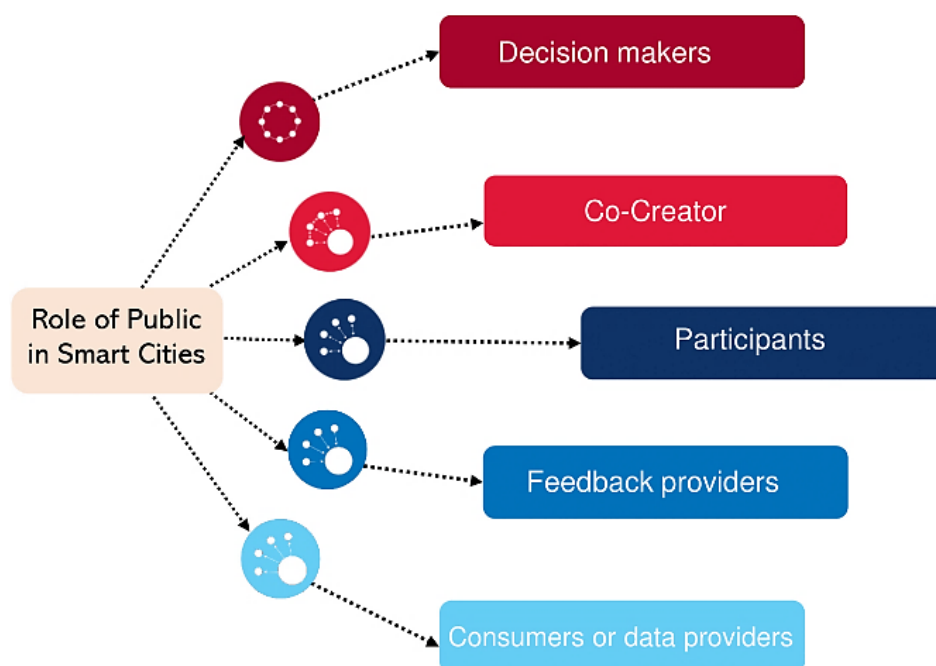 Decision makers
Co-Creator
Role of Public
in Smart Cities
Participants
Feedback providers
Consumers or data providers